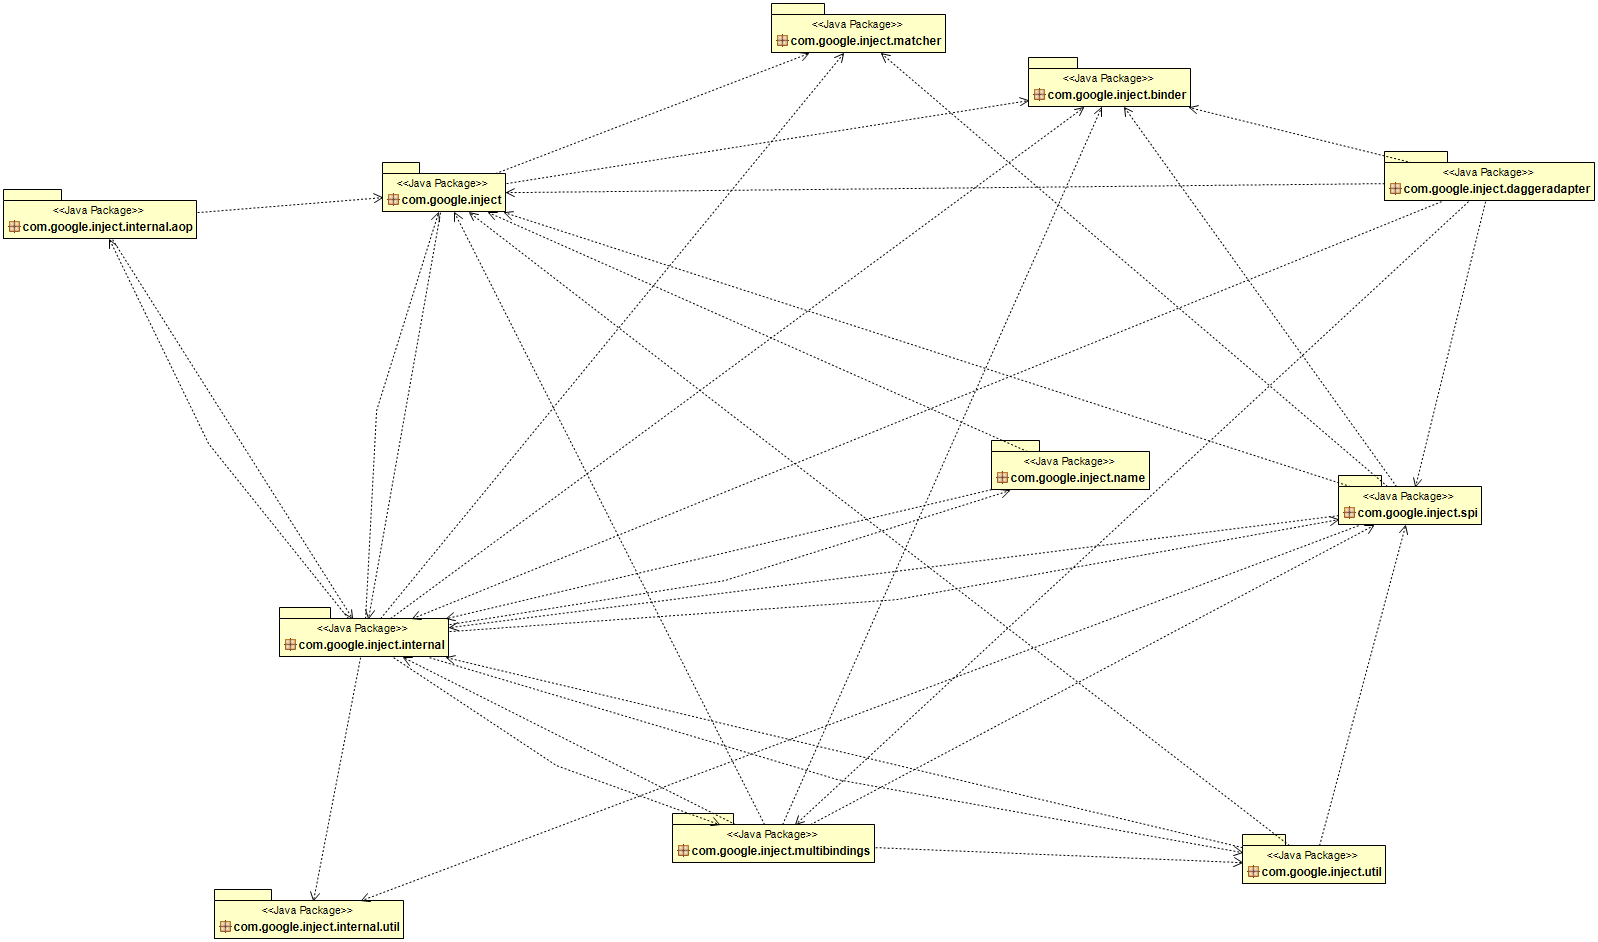 <<Java Package>>
com.google.inject.matcher
<<Java Package>>
com.google.inject.binder
<<Java Package>>
com.google.inject.daggeradapter
<<Java Package>>
com.google.inject
<<Java Package>>
com.google.inject.internal.aop
<<Java Package>>
com.google.inject.name
<<Java Package>>
com.google.inject.spi
<<Java Package>>
com.google.inject.internal
<<Java Package>>
com.google.inject.multibindings
<<Java Package>>
com.google.inject.util
<<Java Package>>
com.google.inject.internal.util